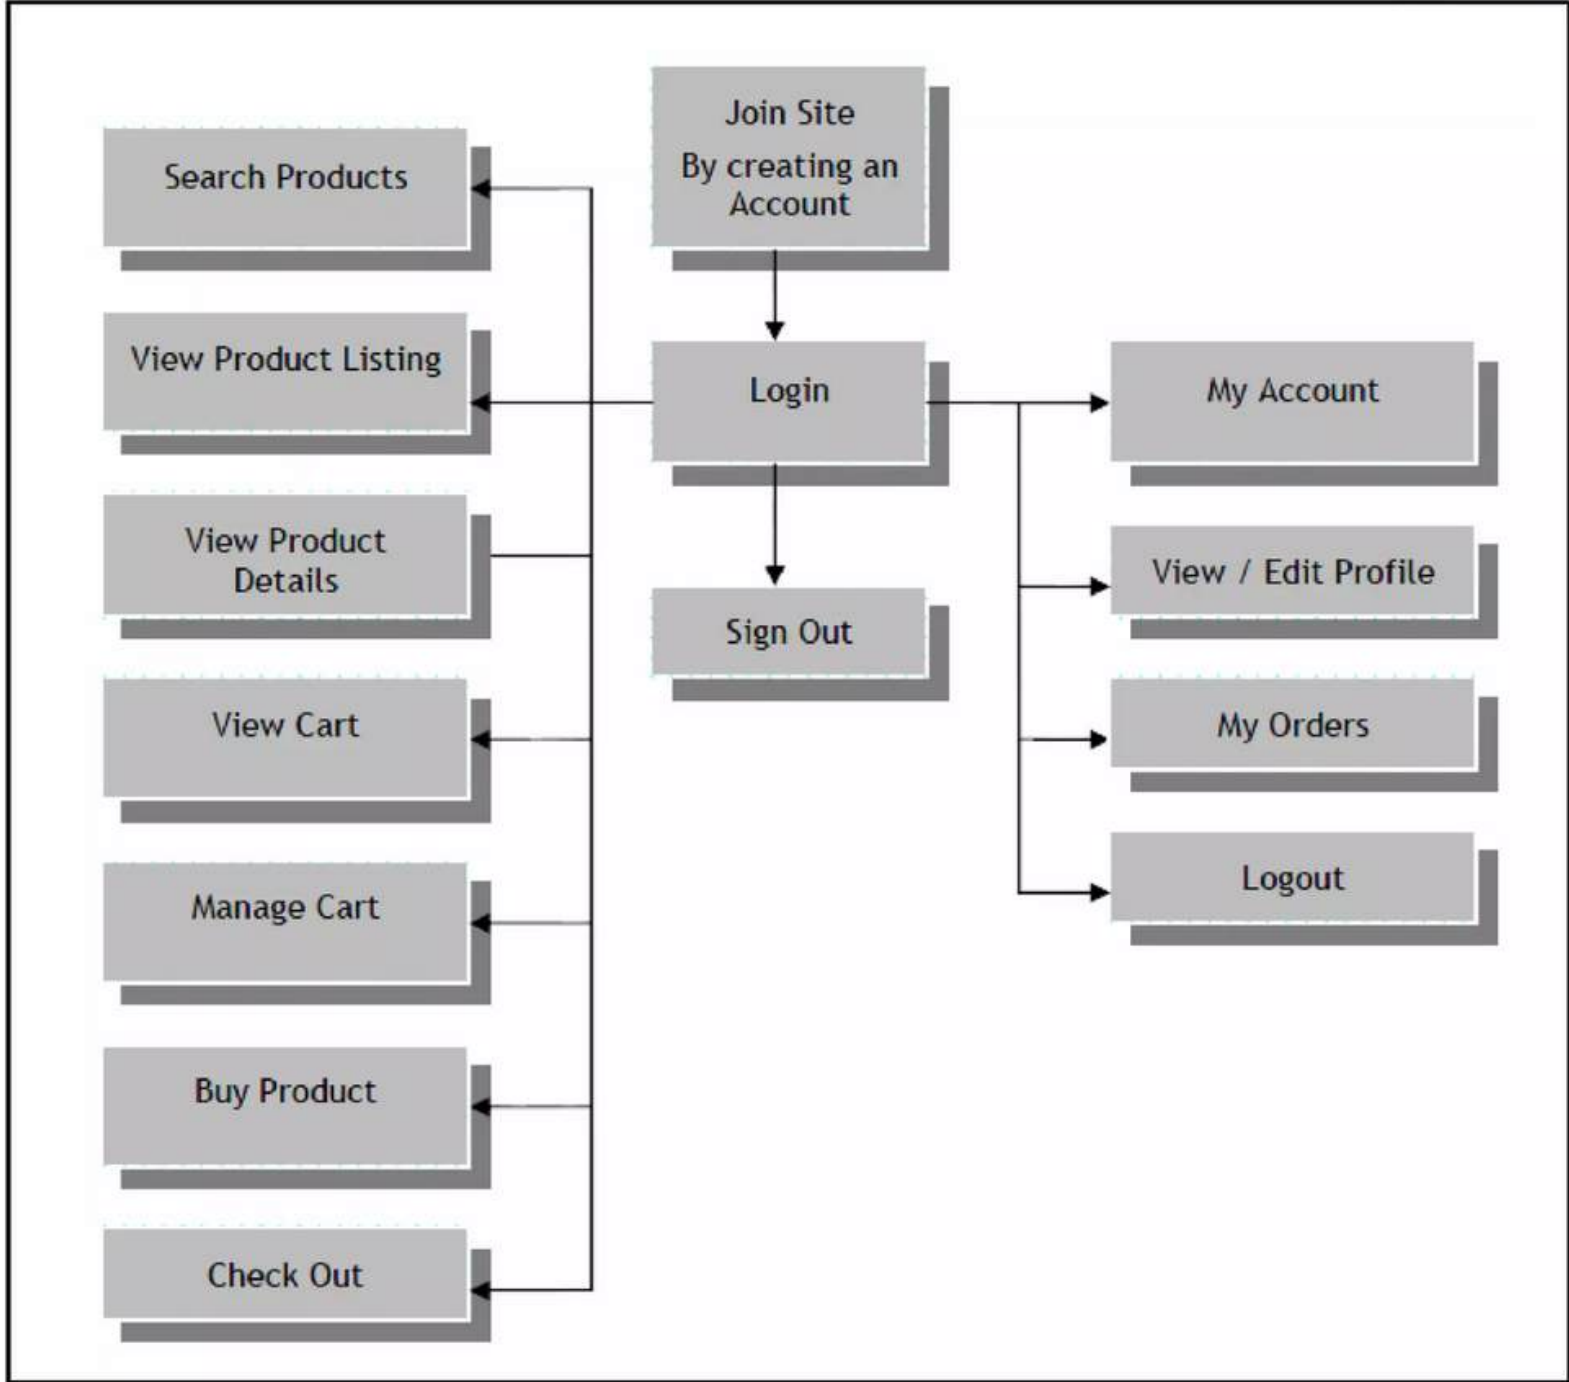 Join Site
By creating an
Account
Search Products
View Product Listing
Login
My Account
View Product
Details
View / Edit Profile
Sign Out
View Cart
My Orders
Manage Cart
Logout
Buy Product
Check Out